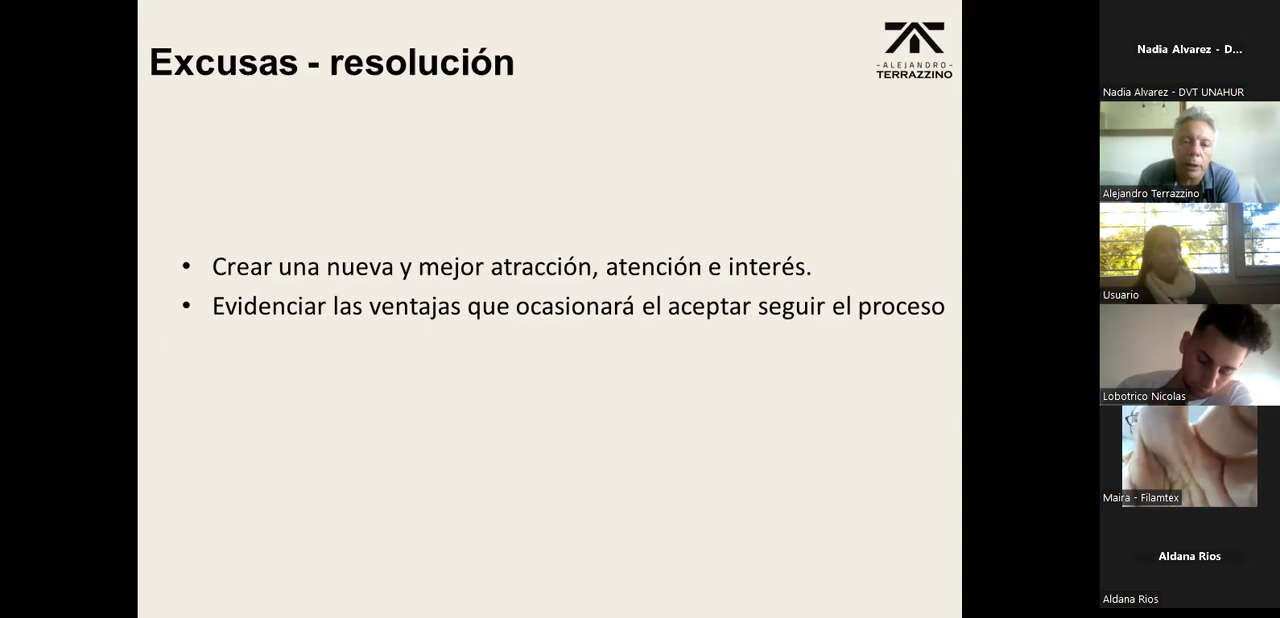 Excusas - resolución
-ALEJANDRO-
TERRAZZINO
• Crear una nueva y mejor atracción, atención e interés.
• Evidenciar las ventajas que ocasionará el aceptar seguir el proceso
Nadia Alvarez - D...
Nadia Alvarez - DVT UNAHUR
Alejandro Terrazzino
Usuario
Lobotrico Nicolas
Maira - Filamtex
Aldana Rios
Aldana Rios